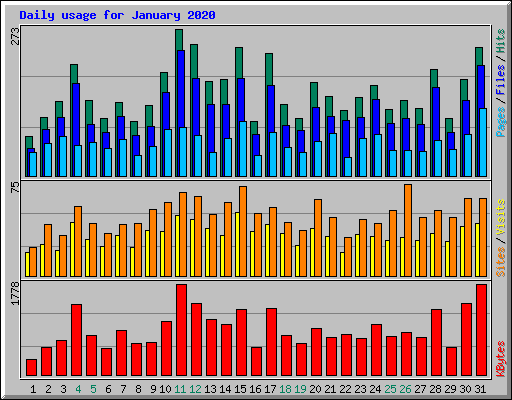 Daily usage for January 2020
273
Pages / Files / Hits
75
Sites / Visits
1778
KBytes
1 2 3 4 5 6 7 8 9 10 11 12 13 14 15 16 17 18 19 20 21 22 23 24 25 26 27 28 29 30 31